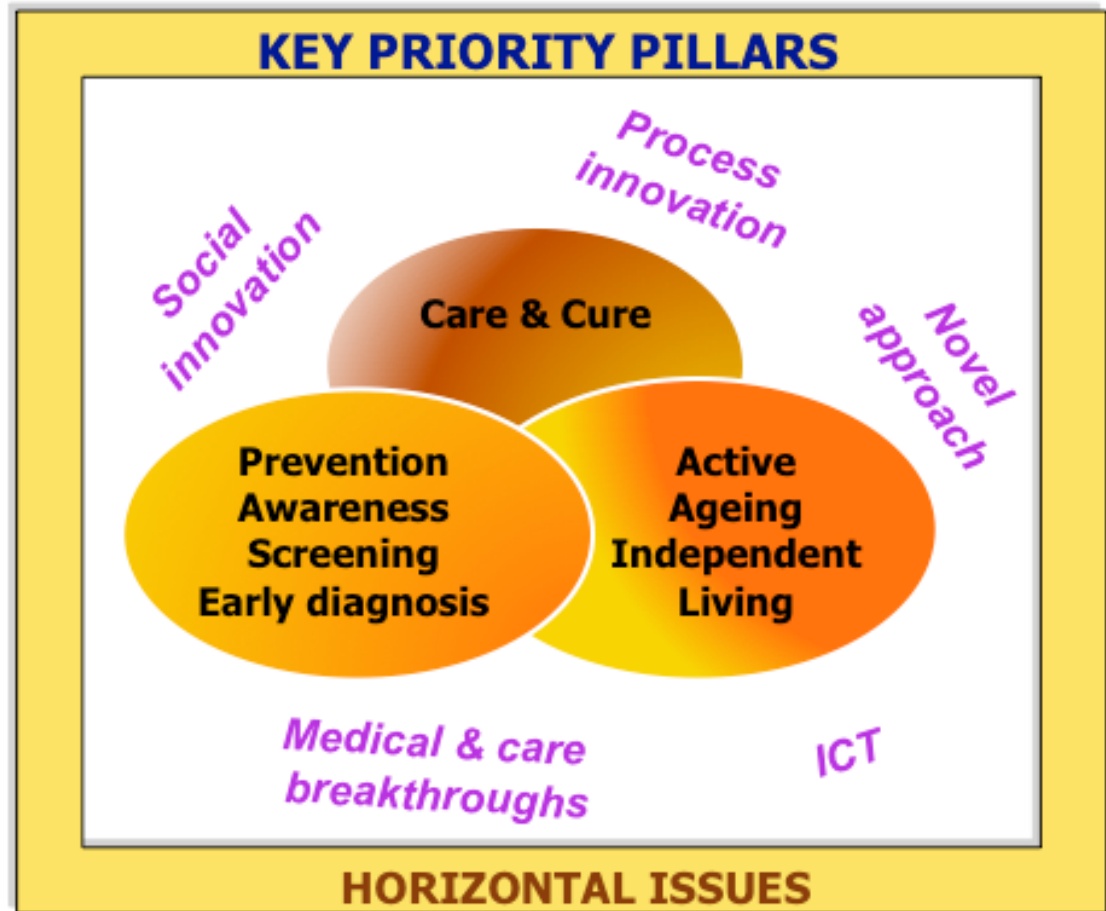 KEY PRIORITY PILLARS
Process
innovation
Social
innovation
Novel
approach
Care & Cure
Prevention
Awareness
Screening
Early diagnosis
Active
Ageing
Independent
Living
Medical & care
breakthroughs
ICT
HORIZONTAL ISSUES